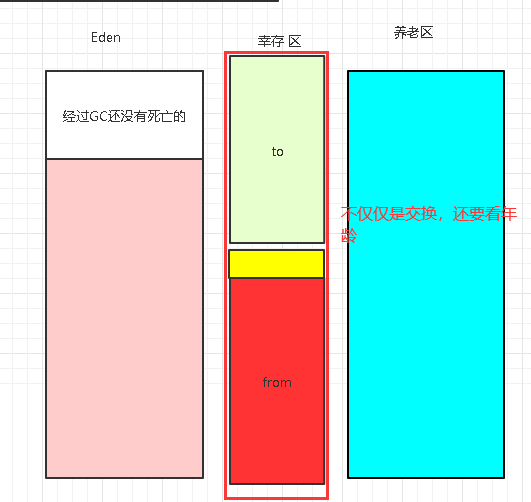 Eden
幸存 区
养老区
经过GC还没有死亡的
to
不仅仅是交换，还要看年
龄
from